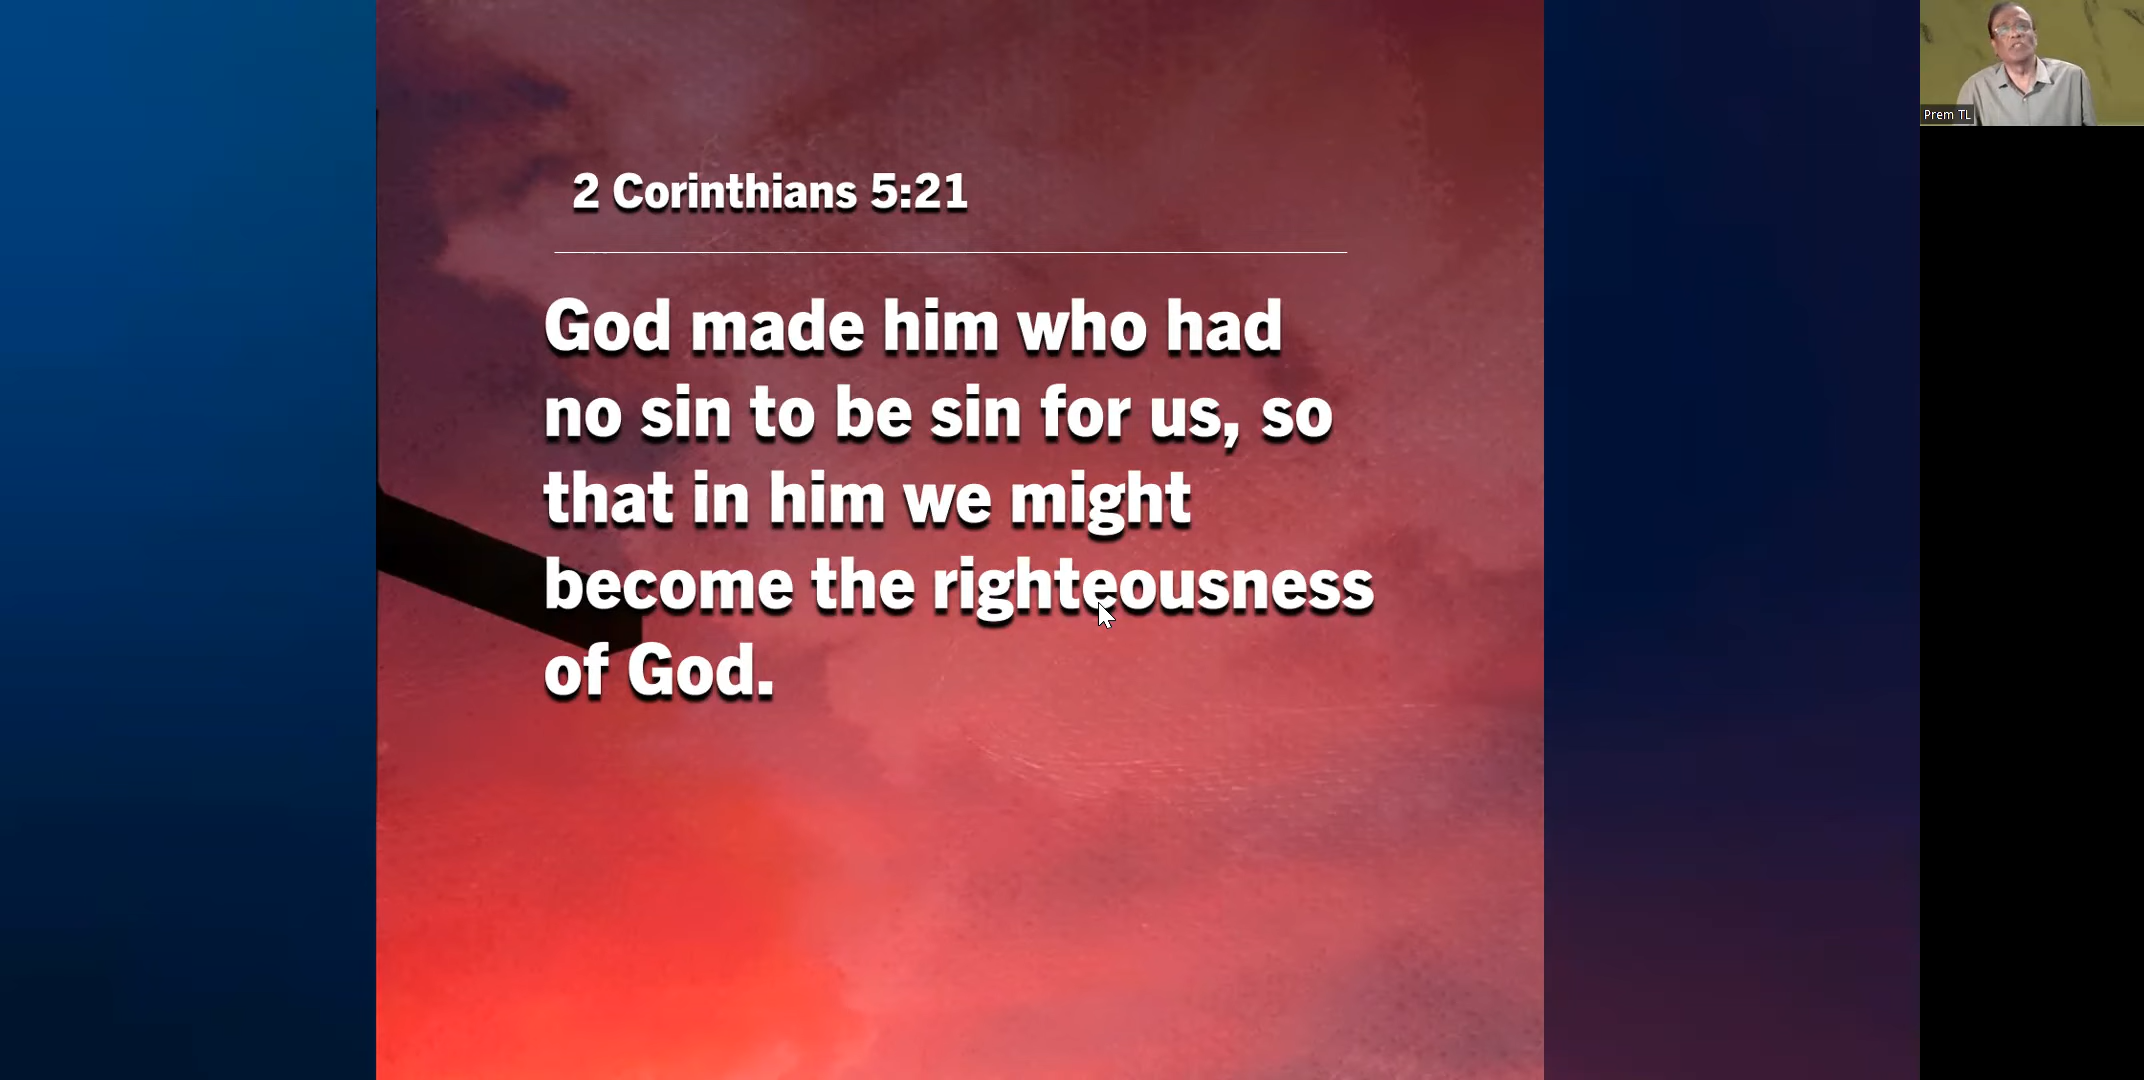 2 Corinthians 5:21
God made him who had
no sin to be sin for us, so
that in him we might
become the righteousness
of God.
Prem TL